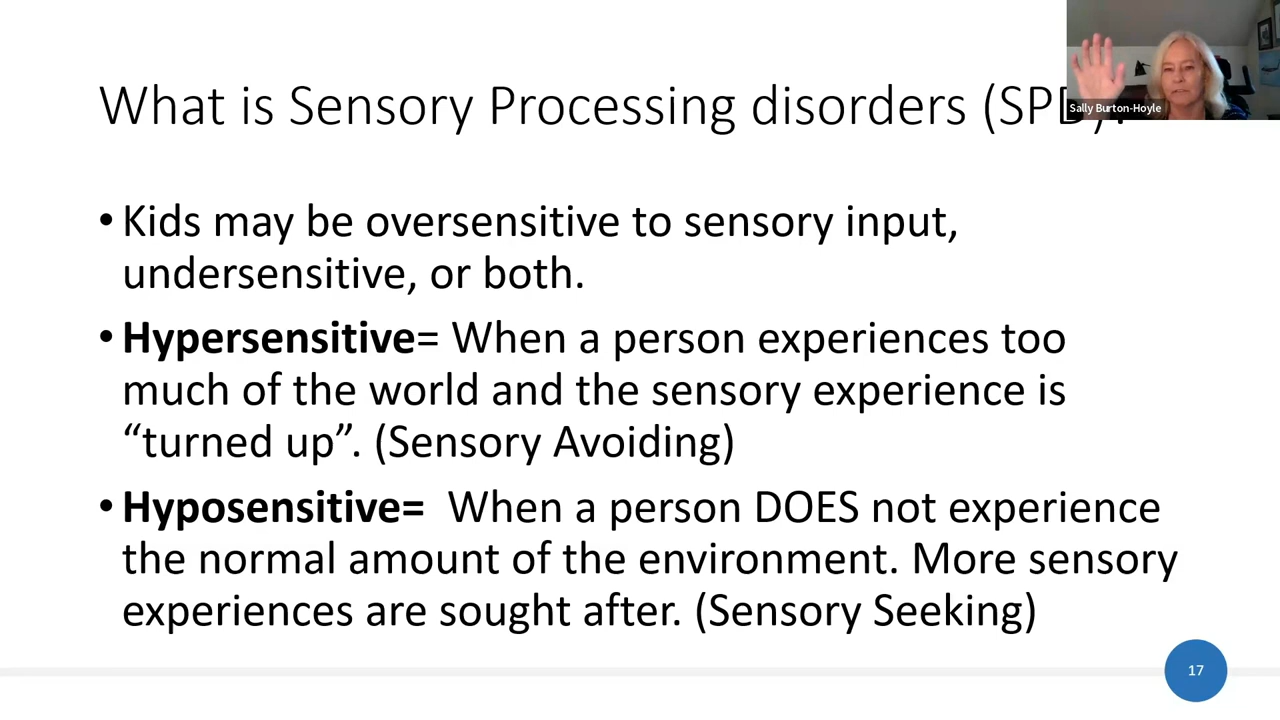 What is Sensory Processing disorders (SPD)?
Sally Burton-Hoyle
• Kids may be oversensitive to sensory input,
undersensitive, or both.
• Hypersensitive= When a person experiences too
much of the world and the sensory experience is
“turned up”. (Sensory Avoiding)
• Hyposensitive= When a person DOES not experience
the normal amount of the environment. More sensory
experiences are sought after. (Sensory Seeking)
17